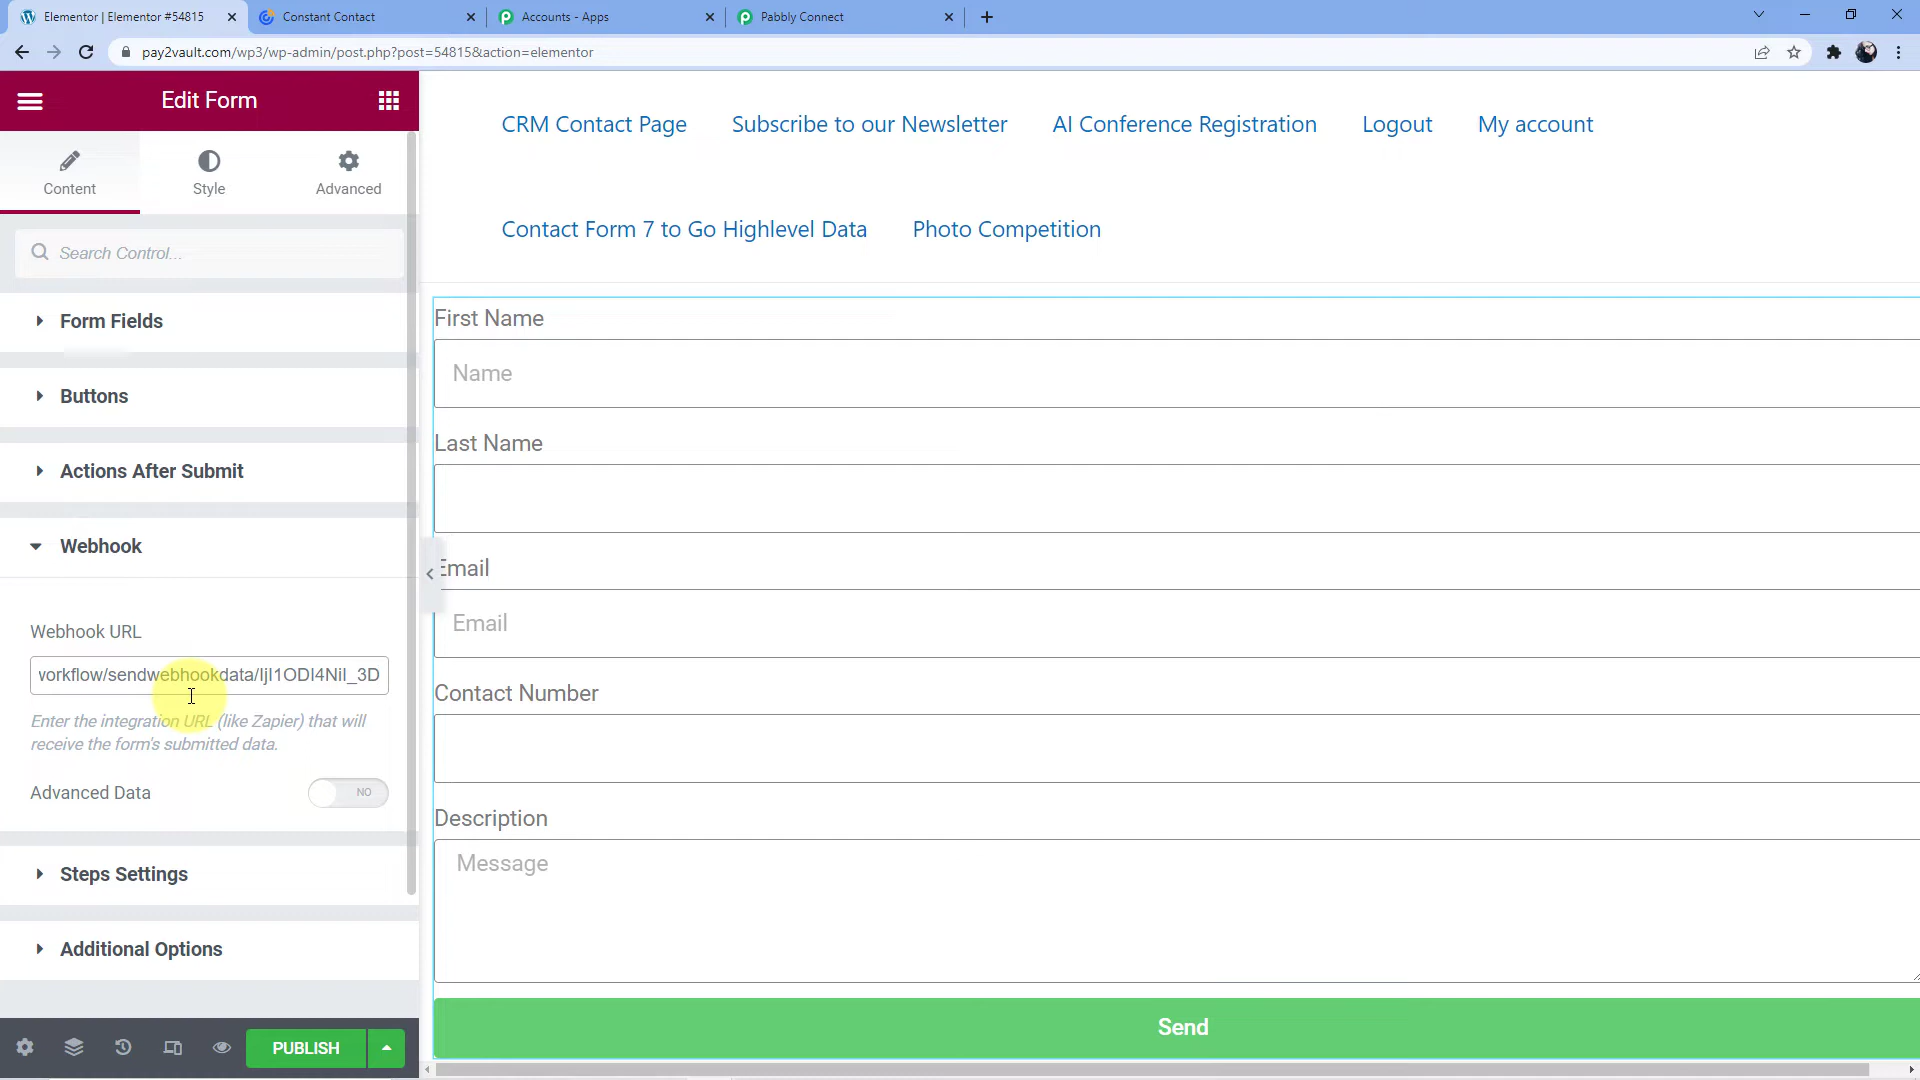 Elementor | Elementor #54815
Constant Contact
Accounts - Apps
Pabbly Connect
pay2vault.com/wp3/wp-admin/post.php?post=54815&action=elementor
Edit Form
Content
Style
Advanced
Search Control...
Form Fields
Buttons
Actions After Submit
Webhook
Webhook URL
workflow/sendwebhookdata/IjI1ODI4NiI_3D
Enter the integration URL (like Zapier) that will
receive the form's submitted data.
Advanced Data
NO
Steps Settings
Additional Options
PUBLISH
CRM Contact Page
Subscribe to our Newsletter
AI Conference Registration
Logout
My account
Contact Form 7 to Go Highlevel Data
Photo Competition
First Name
Name
Last Name
Email
Email
Contact Number
Description
Message
Send